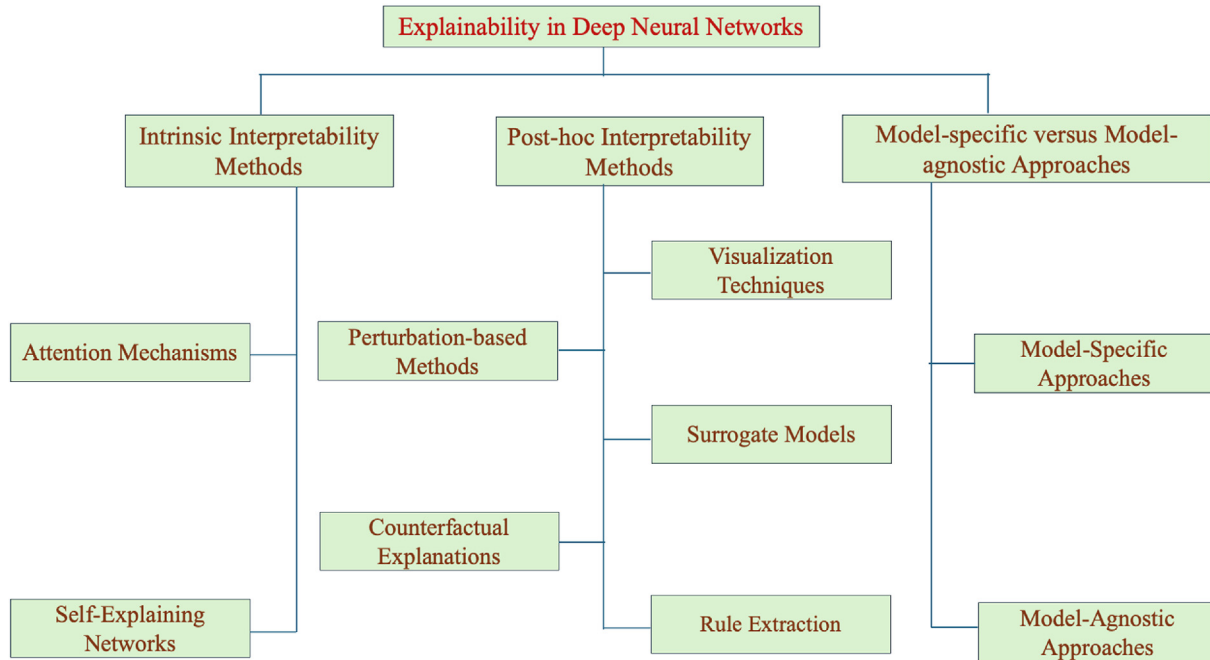 Explainability in Deep Neural Networks
Intrinsic Interpretability
Methods
Post-hoc Interpretability
Methods
Model-specific versus Model-
agnostic Approaches
Visualization
Techniques
Attention Mechanisms
Perturbation-based
Methods
Model-Specific
Approaches
Surrogate Models
Counterfactual
Explanations
Self-Explaining
Networks
Rule Extraction
Model-Agnostic
Approaches